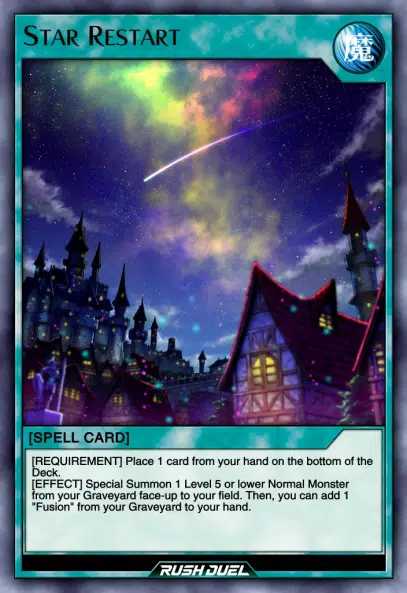 STAR RESTART
魔
[SPELL CARD]
[REQUIREMENT] Place 1 card from your hand on the bottom of the
Deck.
[EFFECT] Special Summon 1 Level 5 or lower Normal Monster
from your Graveyard face-up to your field. Then, you can add 1
"Fusion" from your Graveyard to your hand.
RUSH DUEL